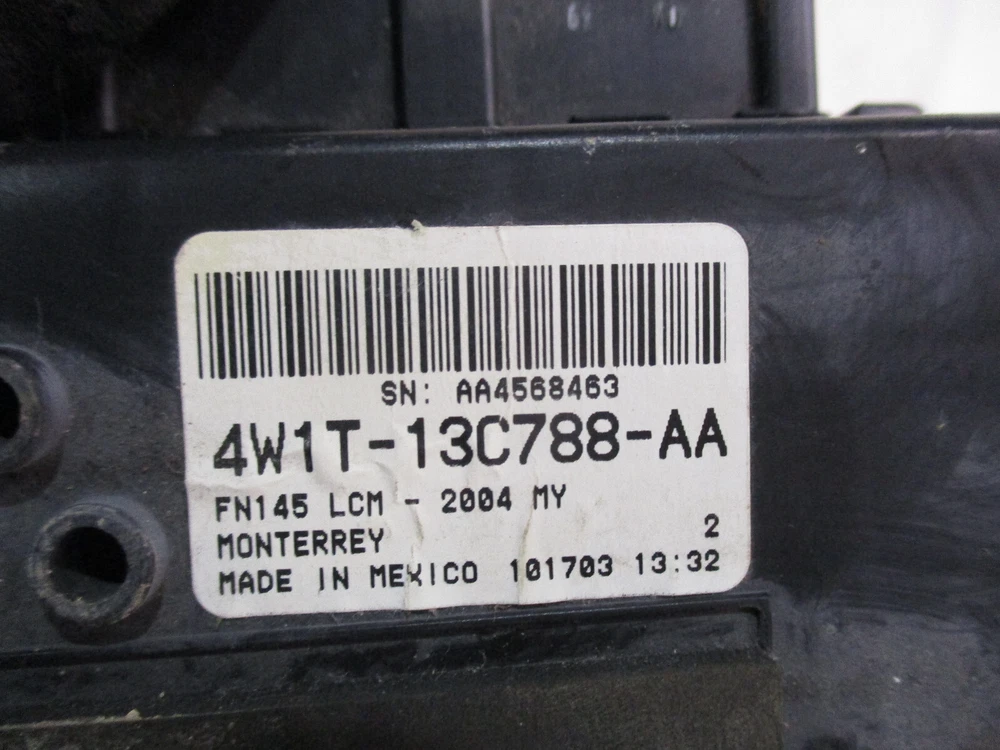 SN: AA4568463
4W1T-13C788-AA
FN145 LCM - 2004 MY
MONTERREY 2
MADE IN MEXICO 101703 13:32